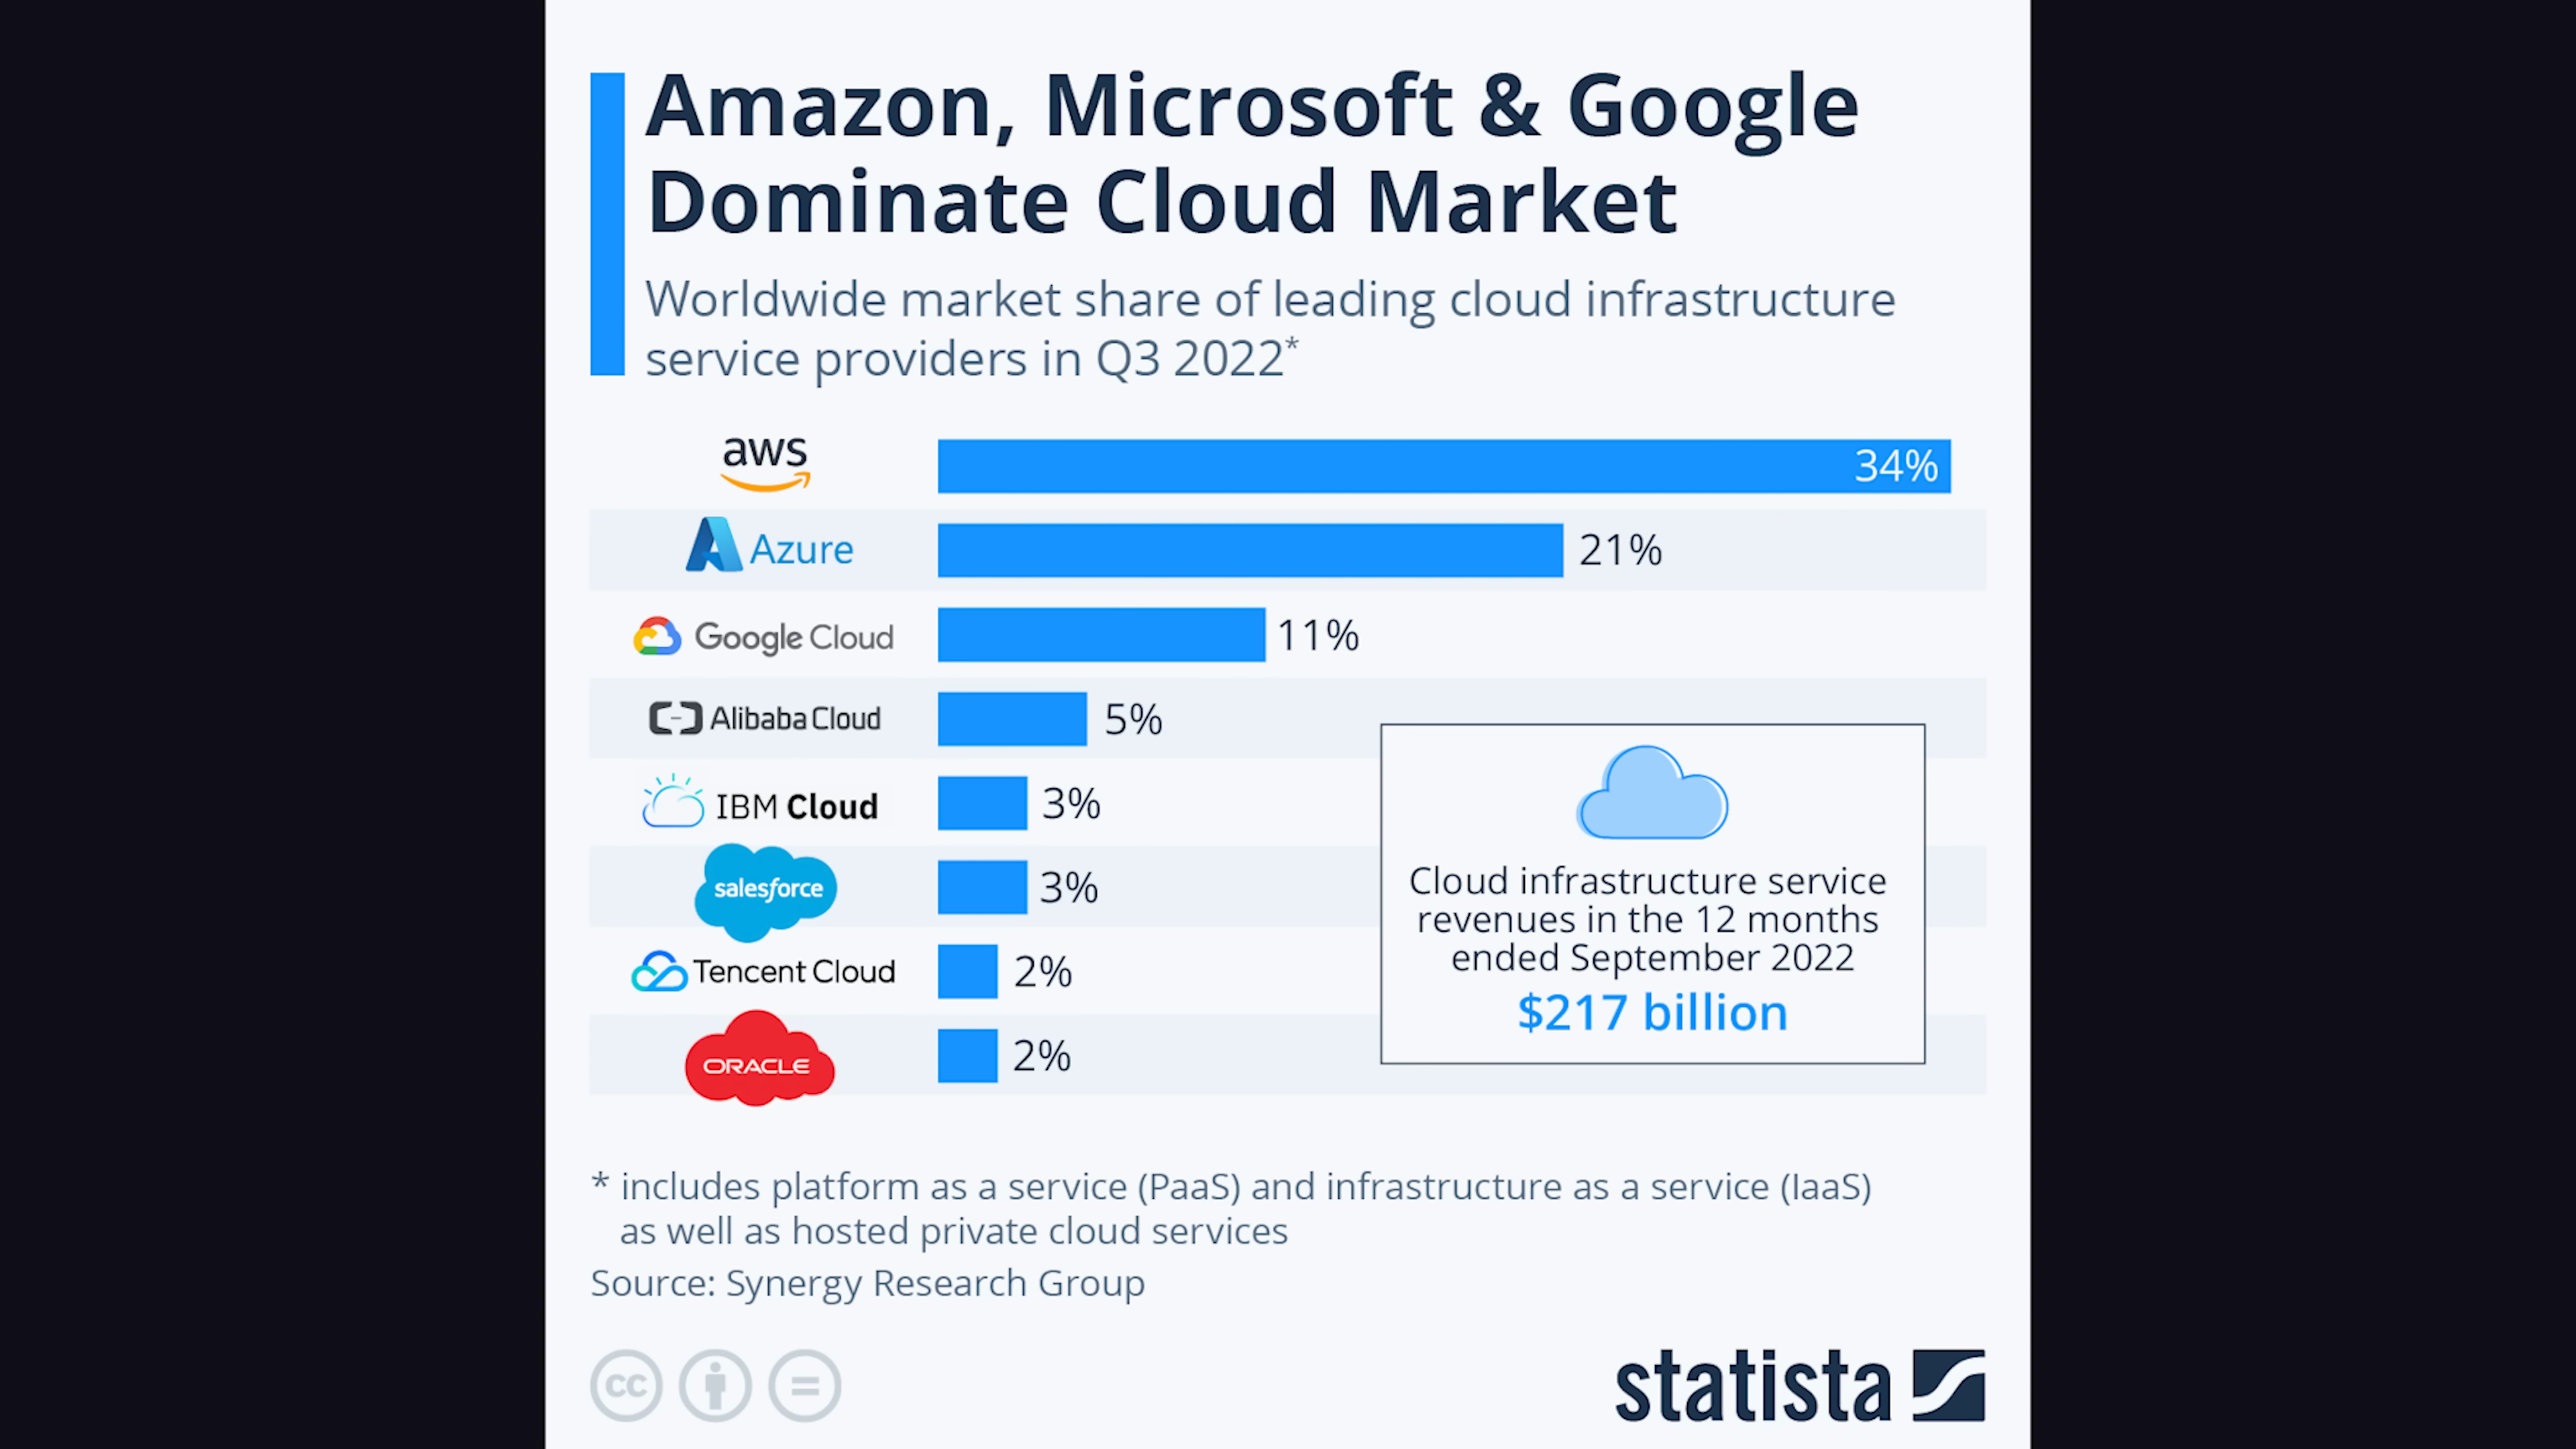 Amazon, Microsoft & Google
Dominate Cloud Market
Worldwide market share of leading cloud infrastructure
service providers in Q3 2022*
aws
34%
Azure
21%
Google Cloud
11%
Alibaba Cloud
5%
IBM Cloud
3%
salesforce
3%
Tencent Cloud
2%
ORACLE
2%
Cloud infrastructure service
revenues in the 12 months
ended September 2022
$217 billion
* includes platform as a service (PaaS) and infrastructure as a service (IaaS)
as well as hosted private cloud services
Source: Synergy Research Group
cc
statista